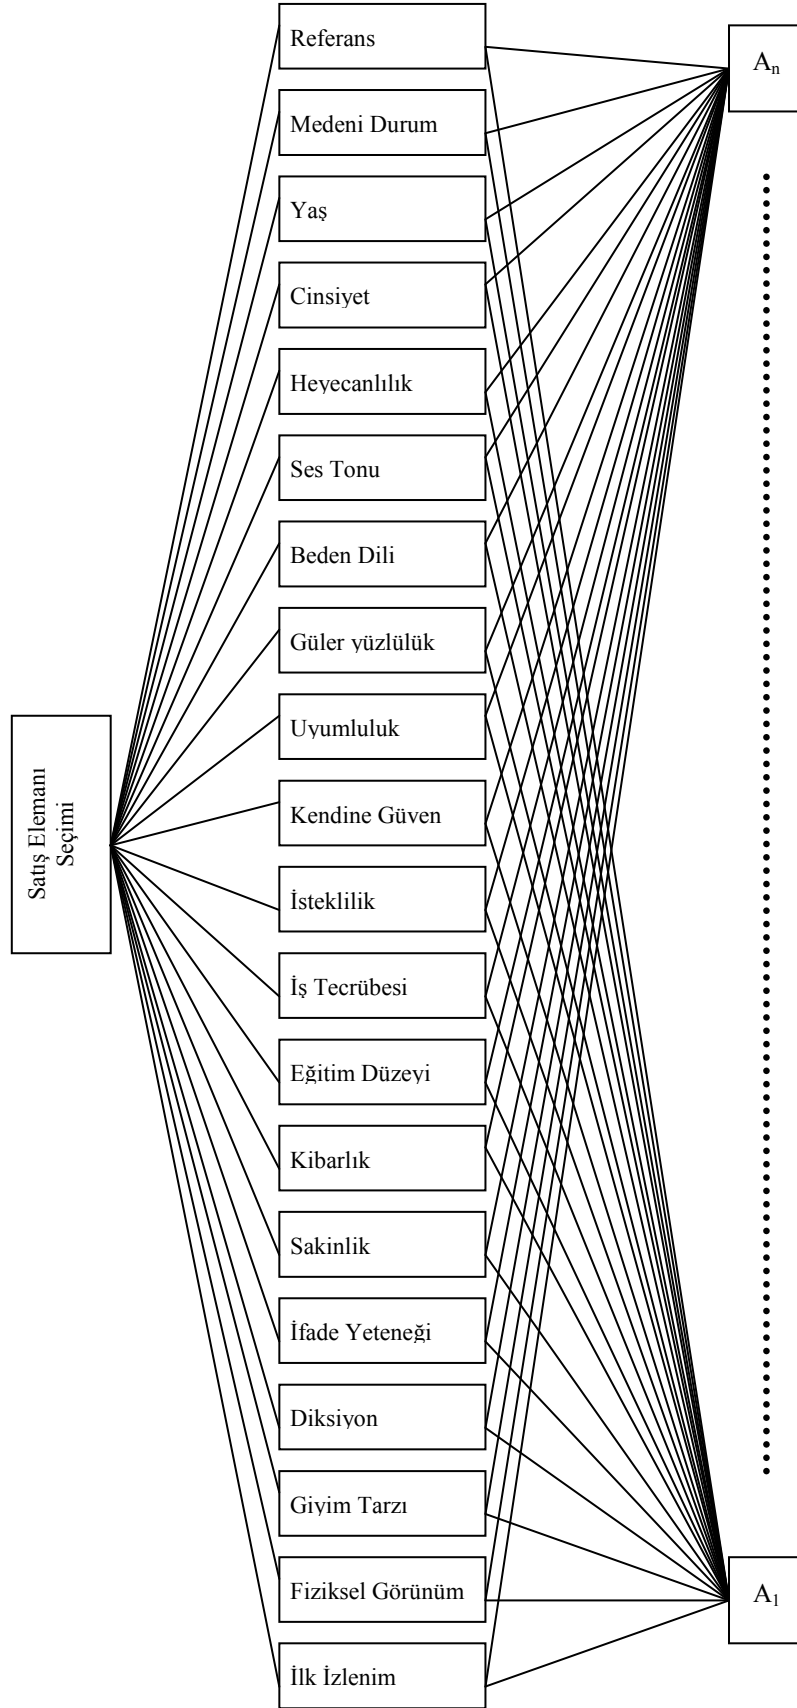 Satış Elemanı
Seçimi
Referans
Medeni Durum
Yaş
Cinsiyet
Heyecanlılık
Ses Tonu
Beden Dili
Güler yüzlülük
Uyumluluk
Kendine Güven
İsteklilik
İş Tecrübesi
Eğitim Düzeyi
Kibarlık
Sakinlik
İfade Yeteneği
Diksiyon
Giyim Tarzı
Fiziksel Görünüm
İlk İzlenim
Aₙ
A₁